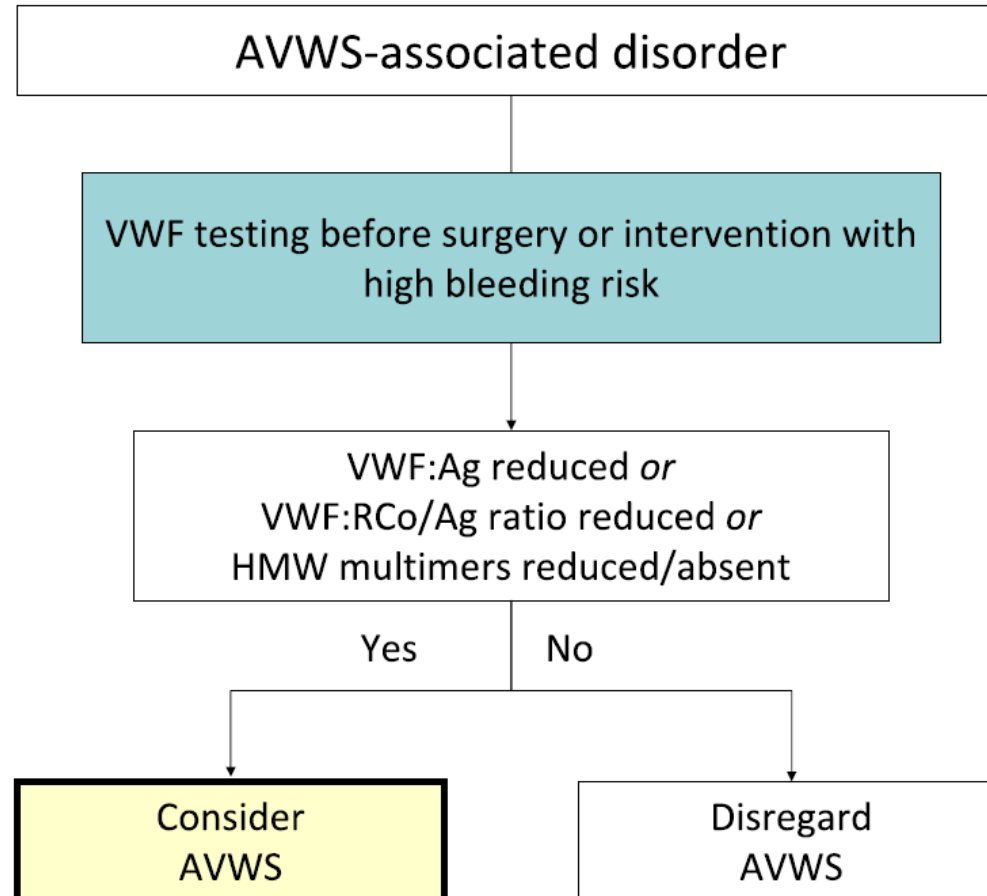 AVWS-associated disorder
VWF testing before surgery or intervention with
high bleeding risk
VWF:Ag reduced or
VWF:RCo/Ag ratio reduced or
HMW multimers reduced/absent
Yes
No
Consider
AVWS
Disregard
AVWS